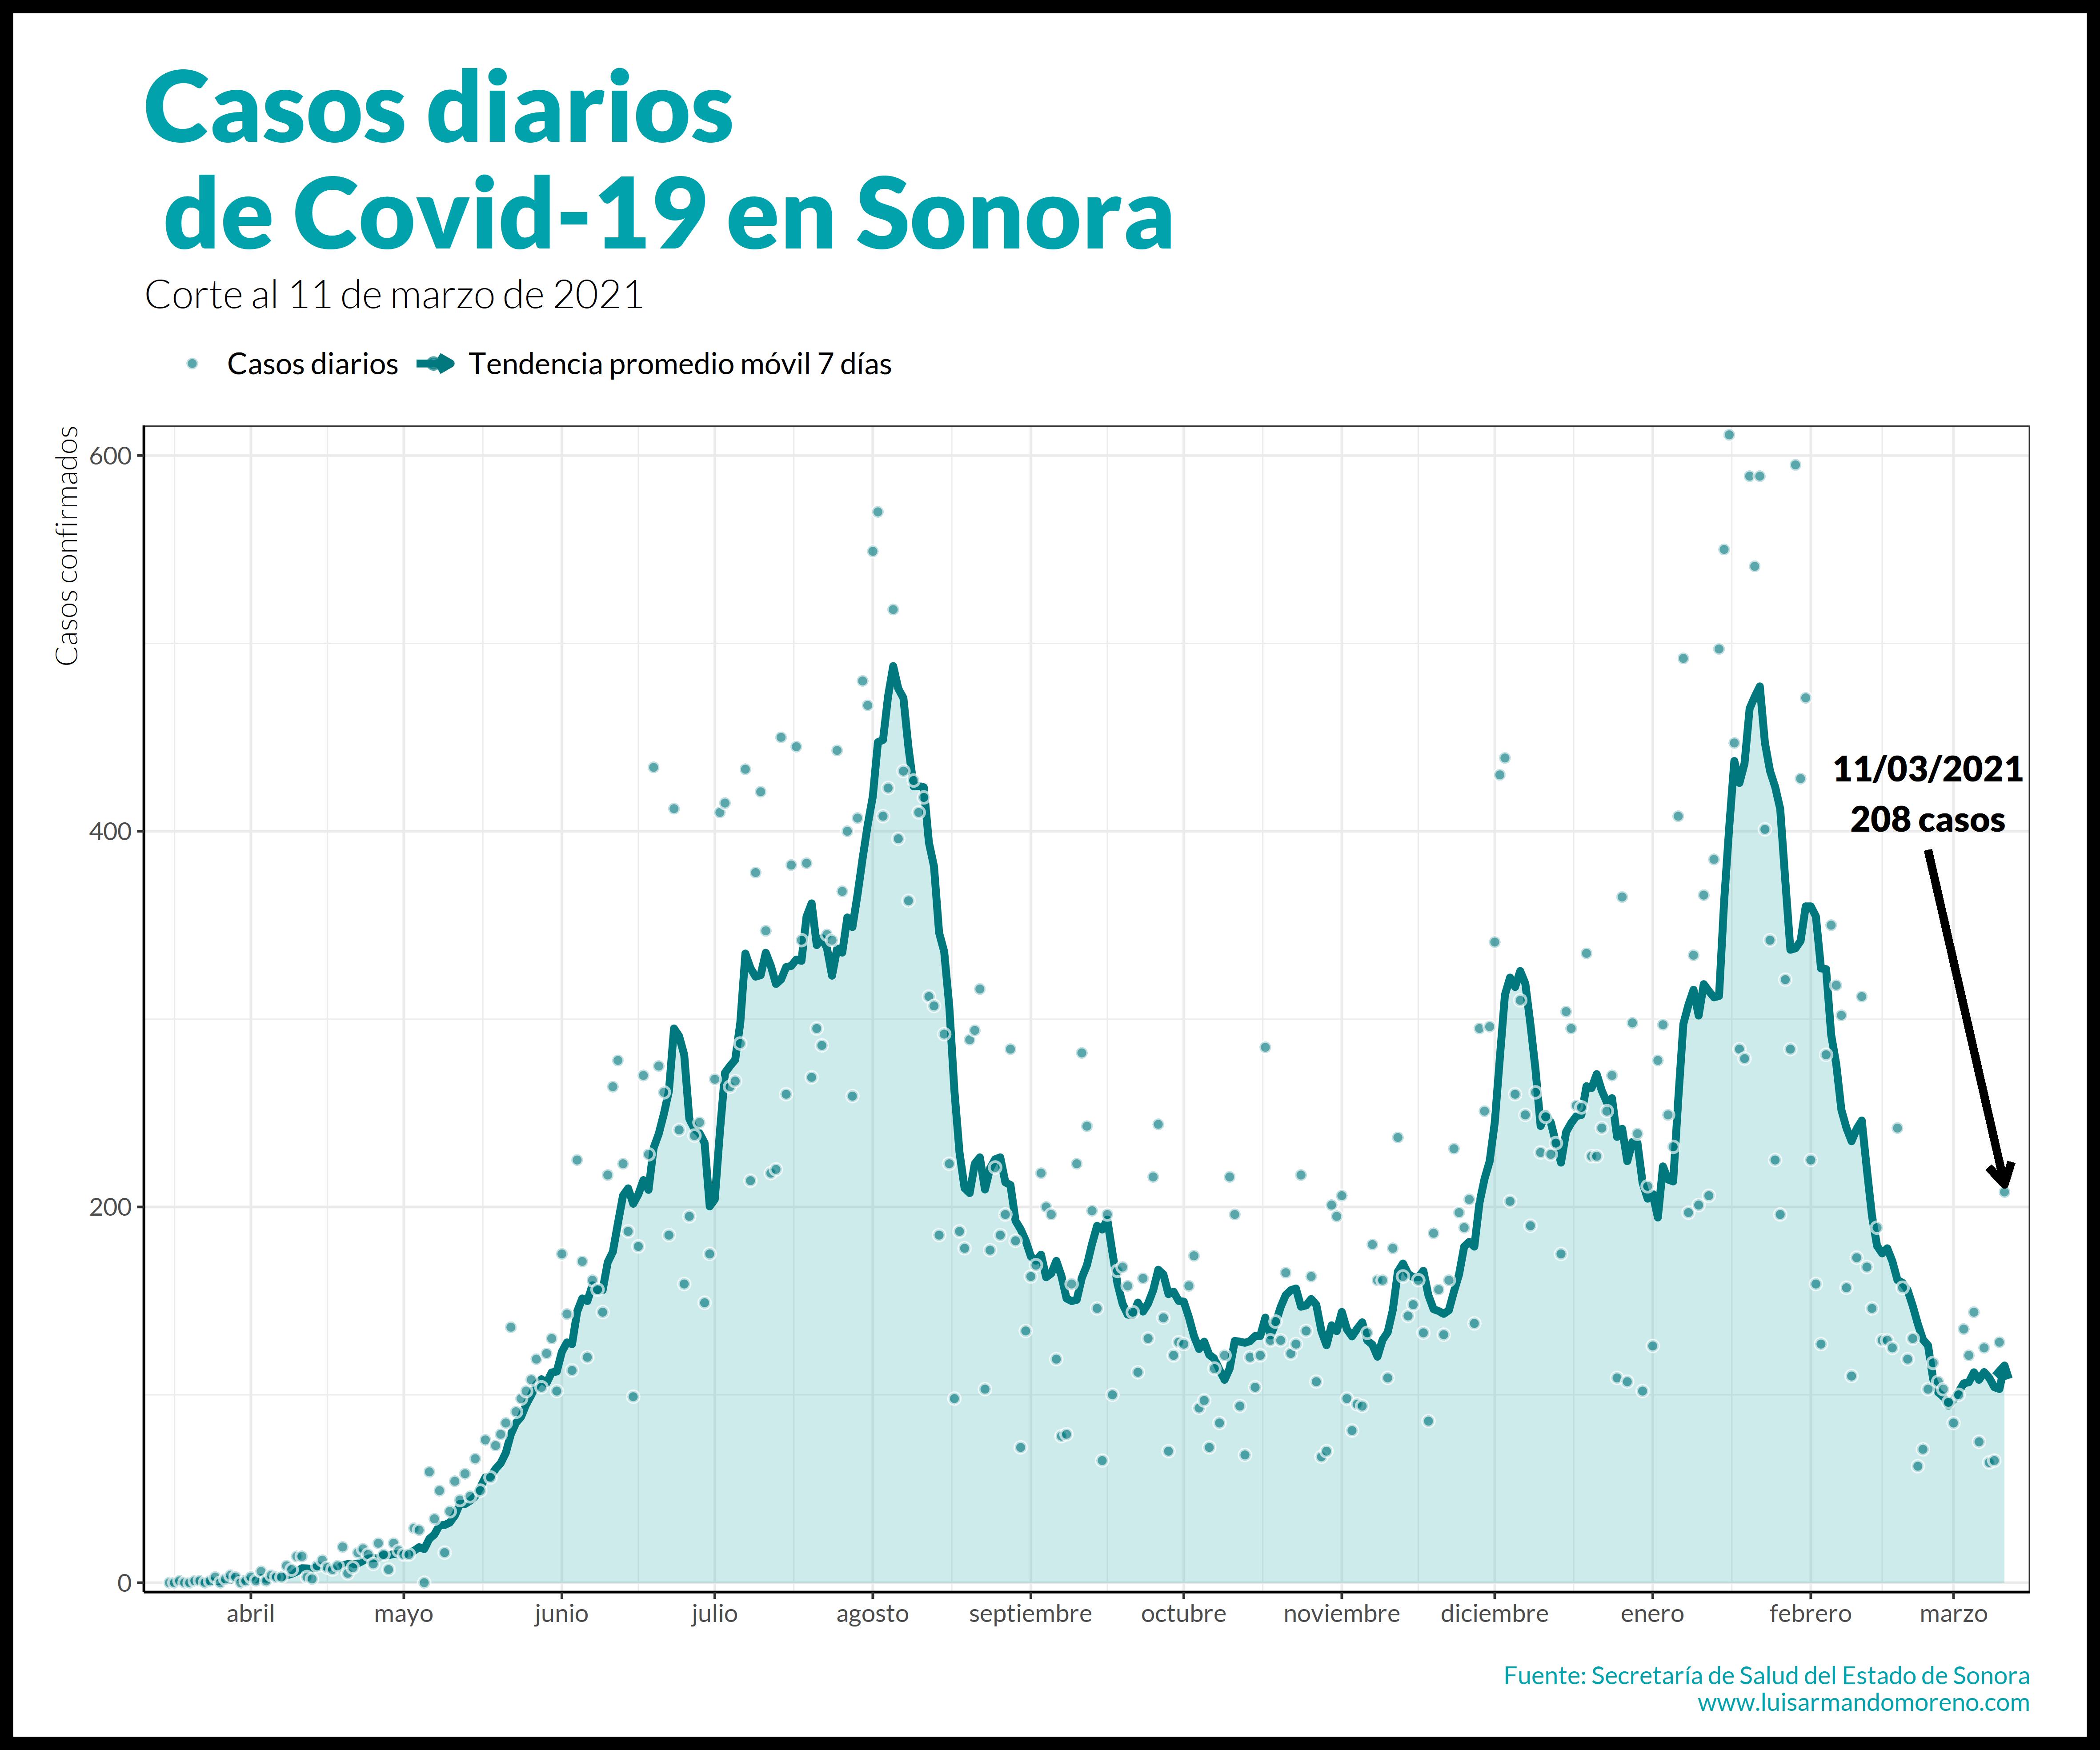 Casos diarios
de Covid-19 en Sonora
Corte al 11 de marzo de 2021
Casos diarios Tendencia promedio móvil 7 días
Casos confirmados
600
400
200
0
11/03/2021
208 casos
abril mayo junio julio agosto septiembre octubre noviembre diciembre enero febrero marzo
Fuente: Secretaría de Salud del Estado de Sonora
www.luisarmandomoreno.com